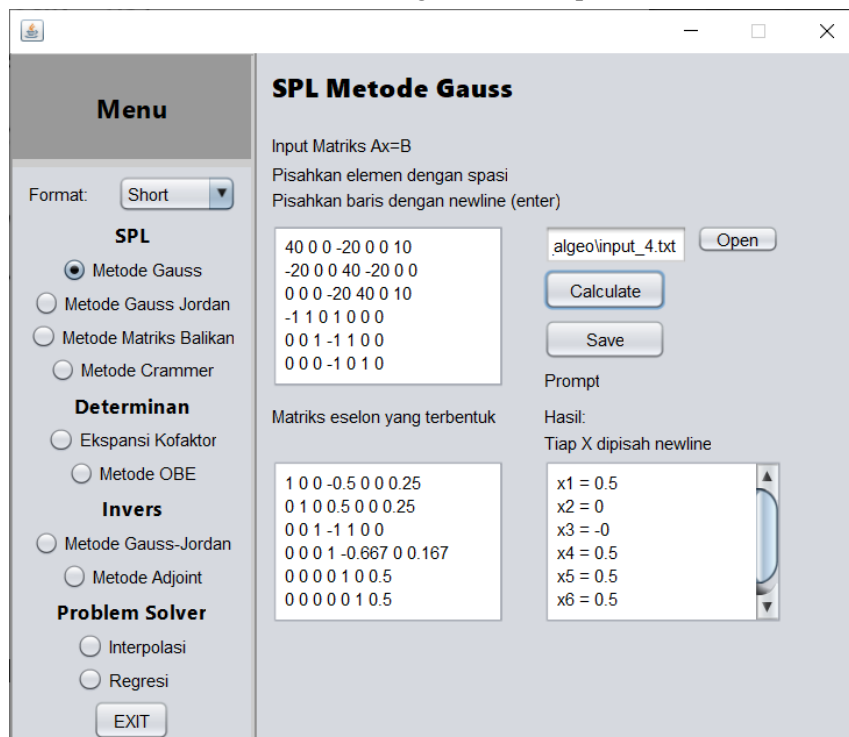 Menu
Format:
Short
SPL
Metode Gauss
Metode Gauss Jordan
Metode Matriks Balikan
Metode Crammer
Determinan
Ekspansi Kofaktor
Metode OBE
Invers
Metode Gauss-Jordan
Metode Adjoint
Problem Solver
Interpolasi
Regresi
EXIT
SPL Metode Gauss
Input Matriks Ax=B
Pisahkan elemen dengan spasi
Pisahkan baris dengan newline (enter)
40 0 0 -20 0 0 10
-20 0 0 40 -20 0 0
0 0 0 -20 40 0 10
-1 1 0 1 0 0 0
0 0 1 -1 1 0 0
0 0 0 -1 0 1 0
algeo\input_4.txt
Open
Calculate
Save
Prompt
Matriks eselon yang terbentuk
1 0 0 -0.5 0 0 0.25
0 1 0 0.5 0 0 0.25
0 0 1 -1 1 0 0
0 0 0 1 -0.667 0 0.167
0 0 0 0 1 0 0.5
0 0 0 0 0 1 0.5
Hasil:
Tiap X dipisah newline
x1 = 0.5
x2 = 0
x3 = -0
x4 = 0.5
x5 = 0.5
x6 = 0.5